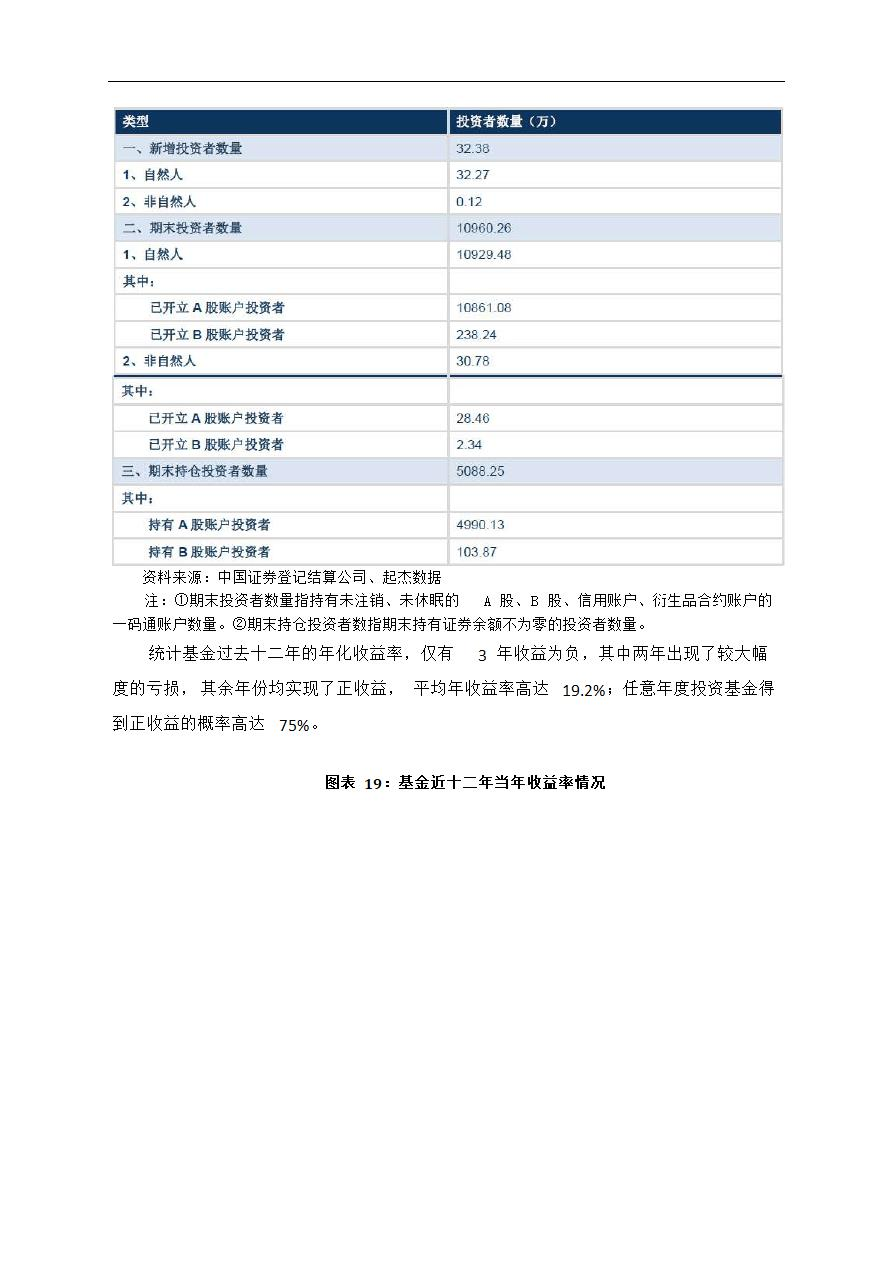 类型 投资者数量（万）
一、新增投资者数量 32.38
1、自然人 32.27
2、非自然人 0.12
二、期末投资者数量 10960.26
1、自然人 10929.48
其中：
已开立 A 股账户投资者 10861.08
已开立 B 股账户投资者 238.24
2、非自然人 30.78
其中：
已开立 A 股账户投资者 28.46
已开立 B 股账户投资者 2.34
三、期末持仓投资者数量 5088.25
其中：
持有 A 股账户投资者 4990.13
持有 B 股账户投资者 103.87
资料来源：中国证券登记结算公司、起杰数据
注：①期末投资者数量指持有未注销、未休眠的 A 股、B 股、信用账户、衍生品合约账户的
一码通账户数量。②期末持仓投资者数指期末持有证券余额不为零的投资者数量。
统计基金过去十二年的年化收益率，仅有 3 年收益为负，其中两年出现了较大幅
度的亏损，其余年份均实现了正收益， 平均年收益率高达 19.2%；任意年度投资基金得
到正收益的概率高达 75%。
图表 19：基金近十二年当年收益率情况